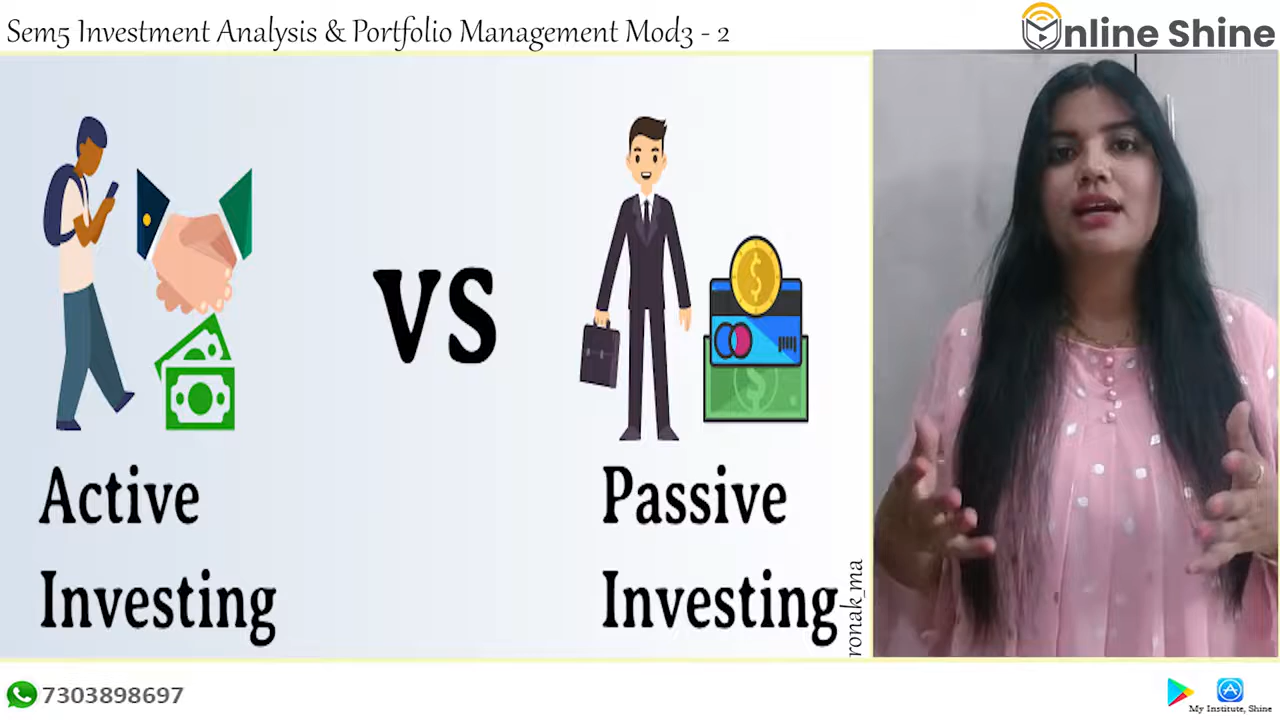 Sem5 Investment Analysis & Portfolio Management Mod3 - 2
Online Shine
vs
Active
Investing
Passive
Investing
ronak_ma
7303898697
My Institute, Shine